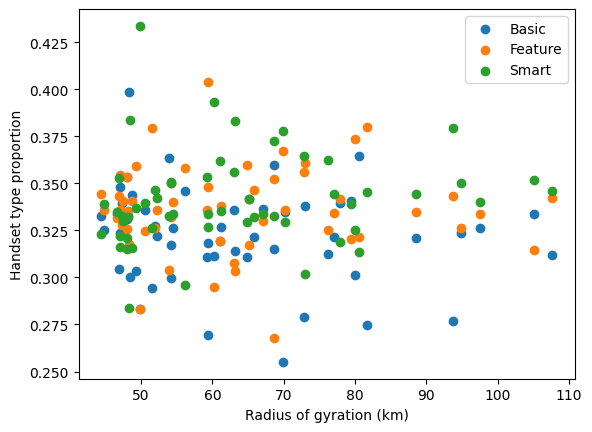 Basic
Feature
Smart
0.425
0.400
0.375
0.350
0.325
0.300
0.275
0.250
Handset type proportion
50 60 70 80 90 100 110
Radius of gyration (km)